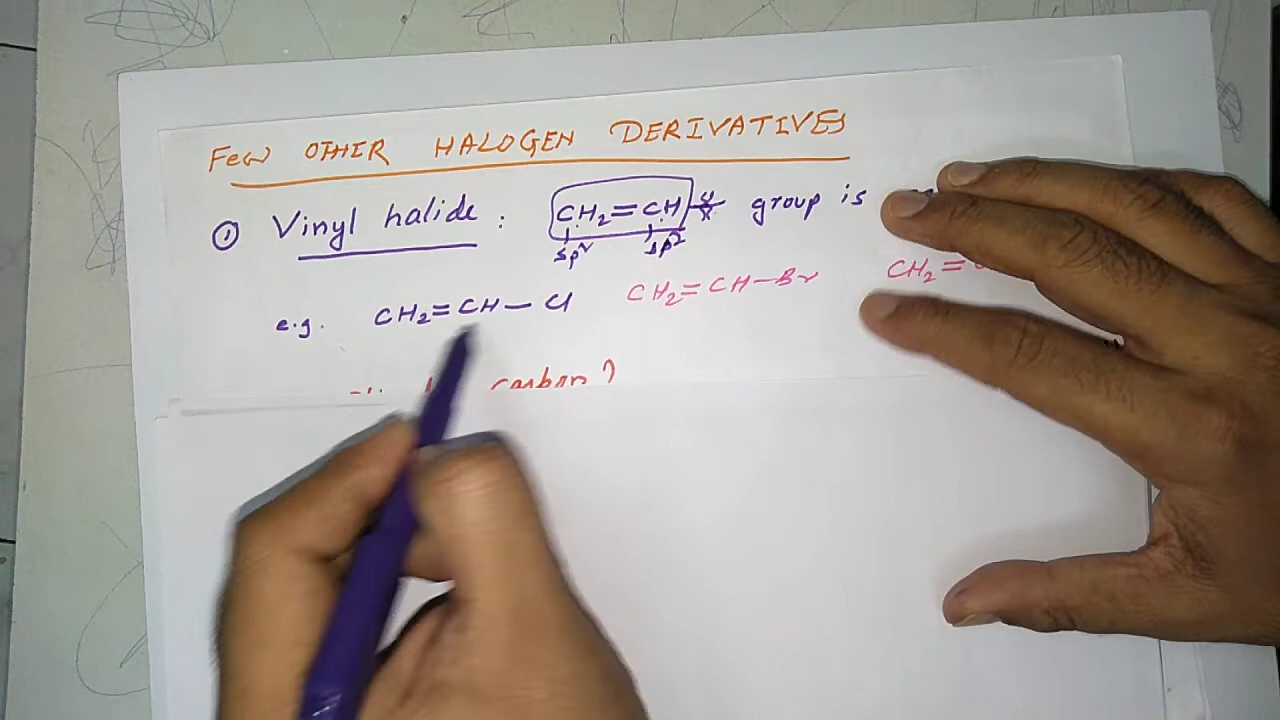 FEW OTHER HALOGEN DERIVATIVES
① Vinyl halide : CH₂=CH group is
sp² sp²
CH₂=CH-Br CH₂=
e.g. CH₂=CH-Cl
carbon?